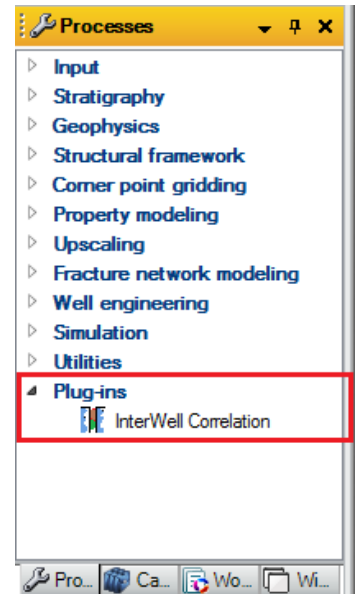 Processes
Input
Stratigraphy
Geophysics
Structural framework
Corner point gridding
Property modeling
Upscaling
Fracture network modeling
Well engineering
Simulation
Utilities
Plug-ins
InterWell Correlation
Pro... Ca... Wo... Wi...